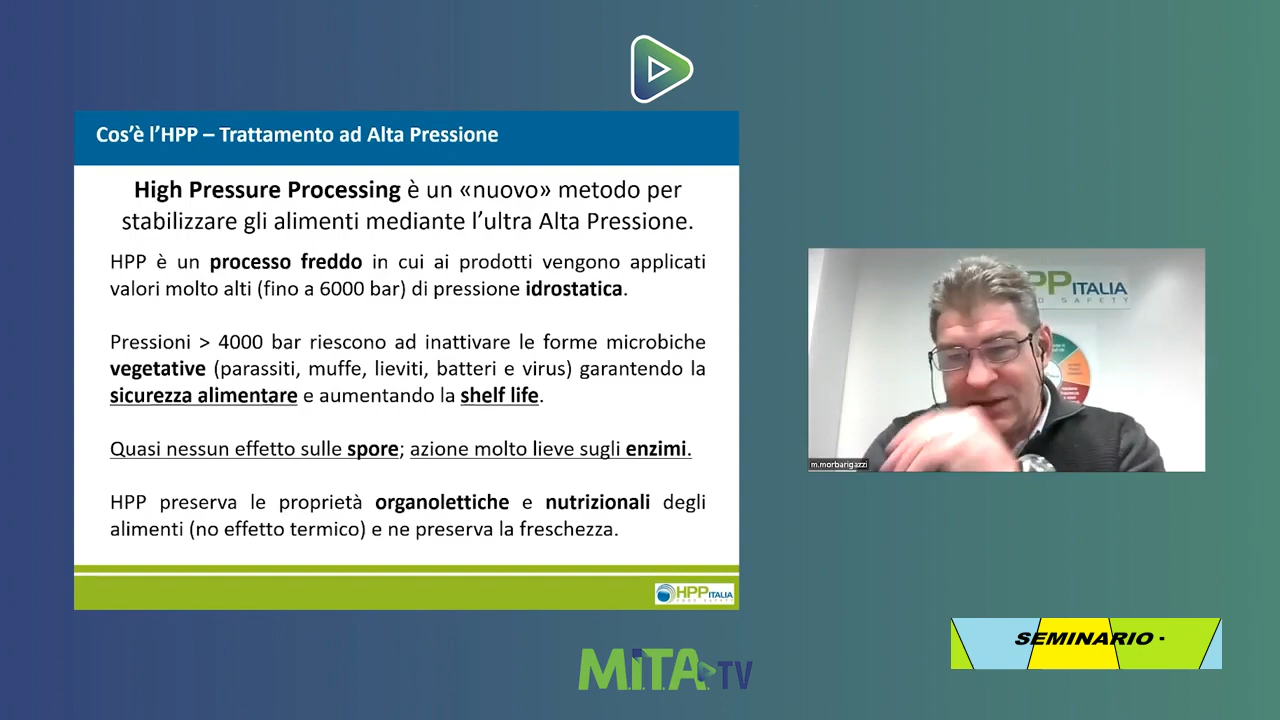 Cos'è l'HPP – Trattamento ad Alta Pressione
High Pressure Processing è un «nuovo» metodo per
stabilizzare gli alimenti mediante l'ultra Alta Pressione.
HPP è un processo freddo in cui ai prodotti vengono applicati
valori molto alti (fino a 6000 bar) di pressione idrostatica.
Pressioni > 4000 bar riescono ad inattivare le forme microbiche
vegetative (parassiti, muffe, lieviti, batteri e virus) garantendo la
sicurezza alimentare e aumentando la shelf life.
Quasi nessun effetto sulle spore; azione molto lieve sugli enzimi.
HPP preserva le proprietà organolettiche e nutrizionali degli
alimenti (no effetto termico) e ne preserva la freschezza.
HPP ITALIA
PP ITALIA
D SAFETY
m.morbarigazzi
SEMINARIO -
M.I.T.A. TV